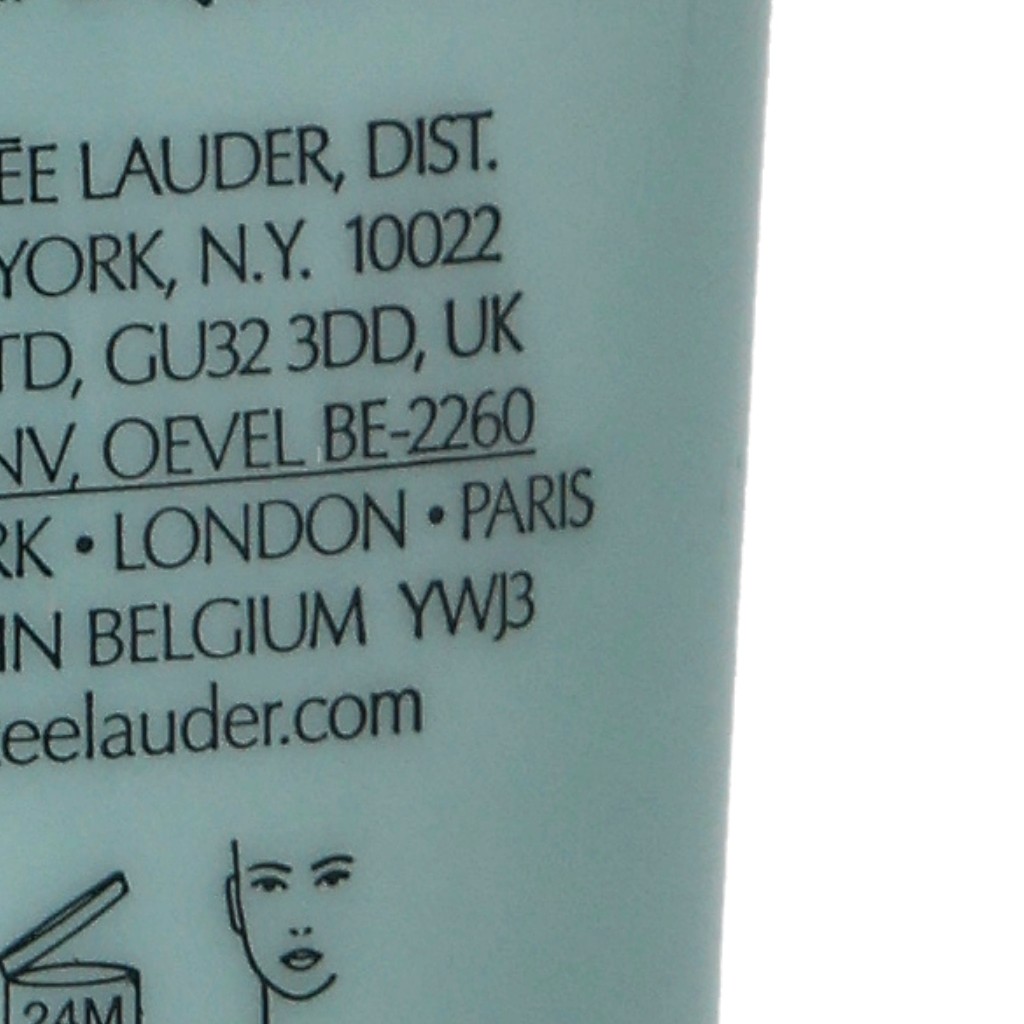 ĒE LAUDER, DIST.
YORK, N.Y. 10022
TD, GU32 3DD, UK
NV, OEVEL BE-2260
RK • LONDON • PARIS
IN BELGIUM YWJ3
eelauder.com
24M